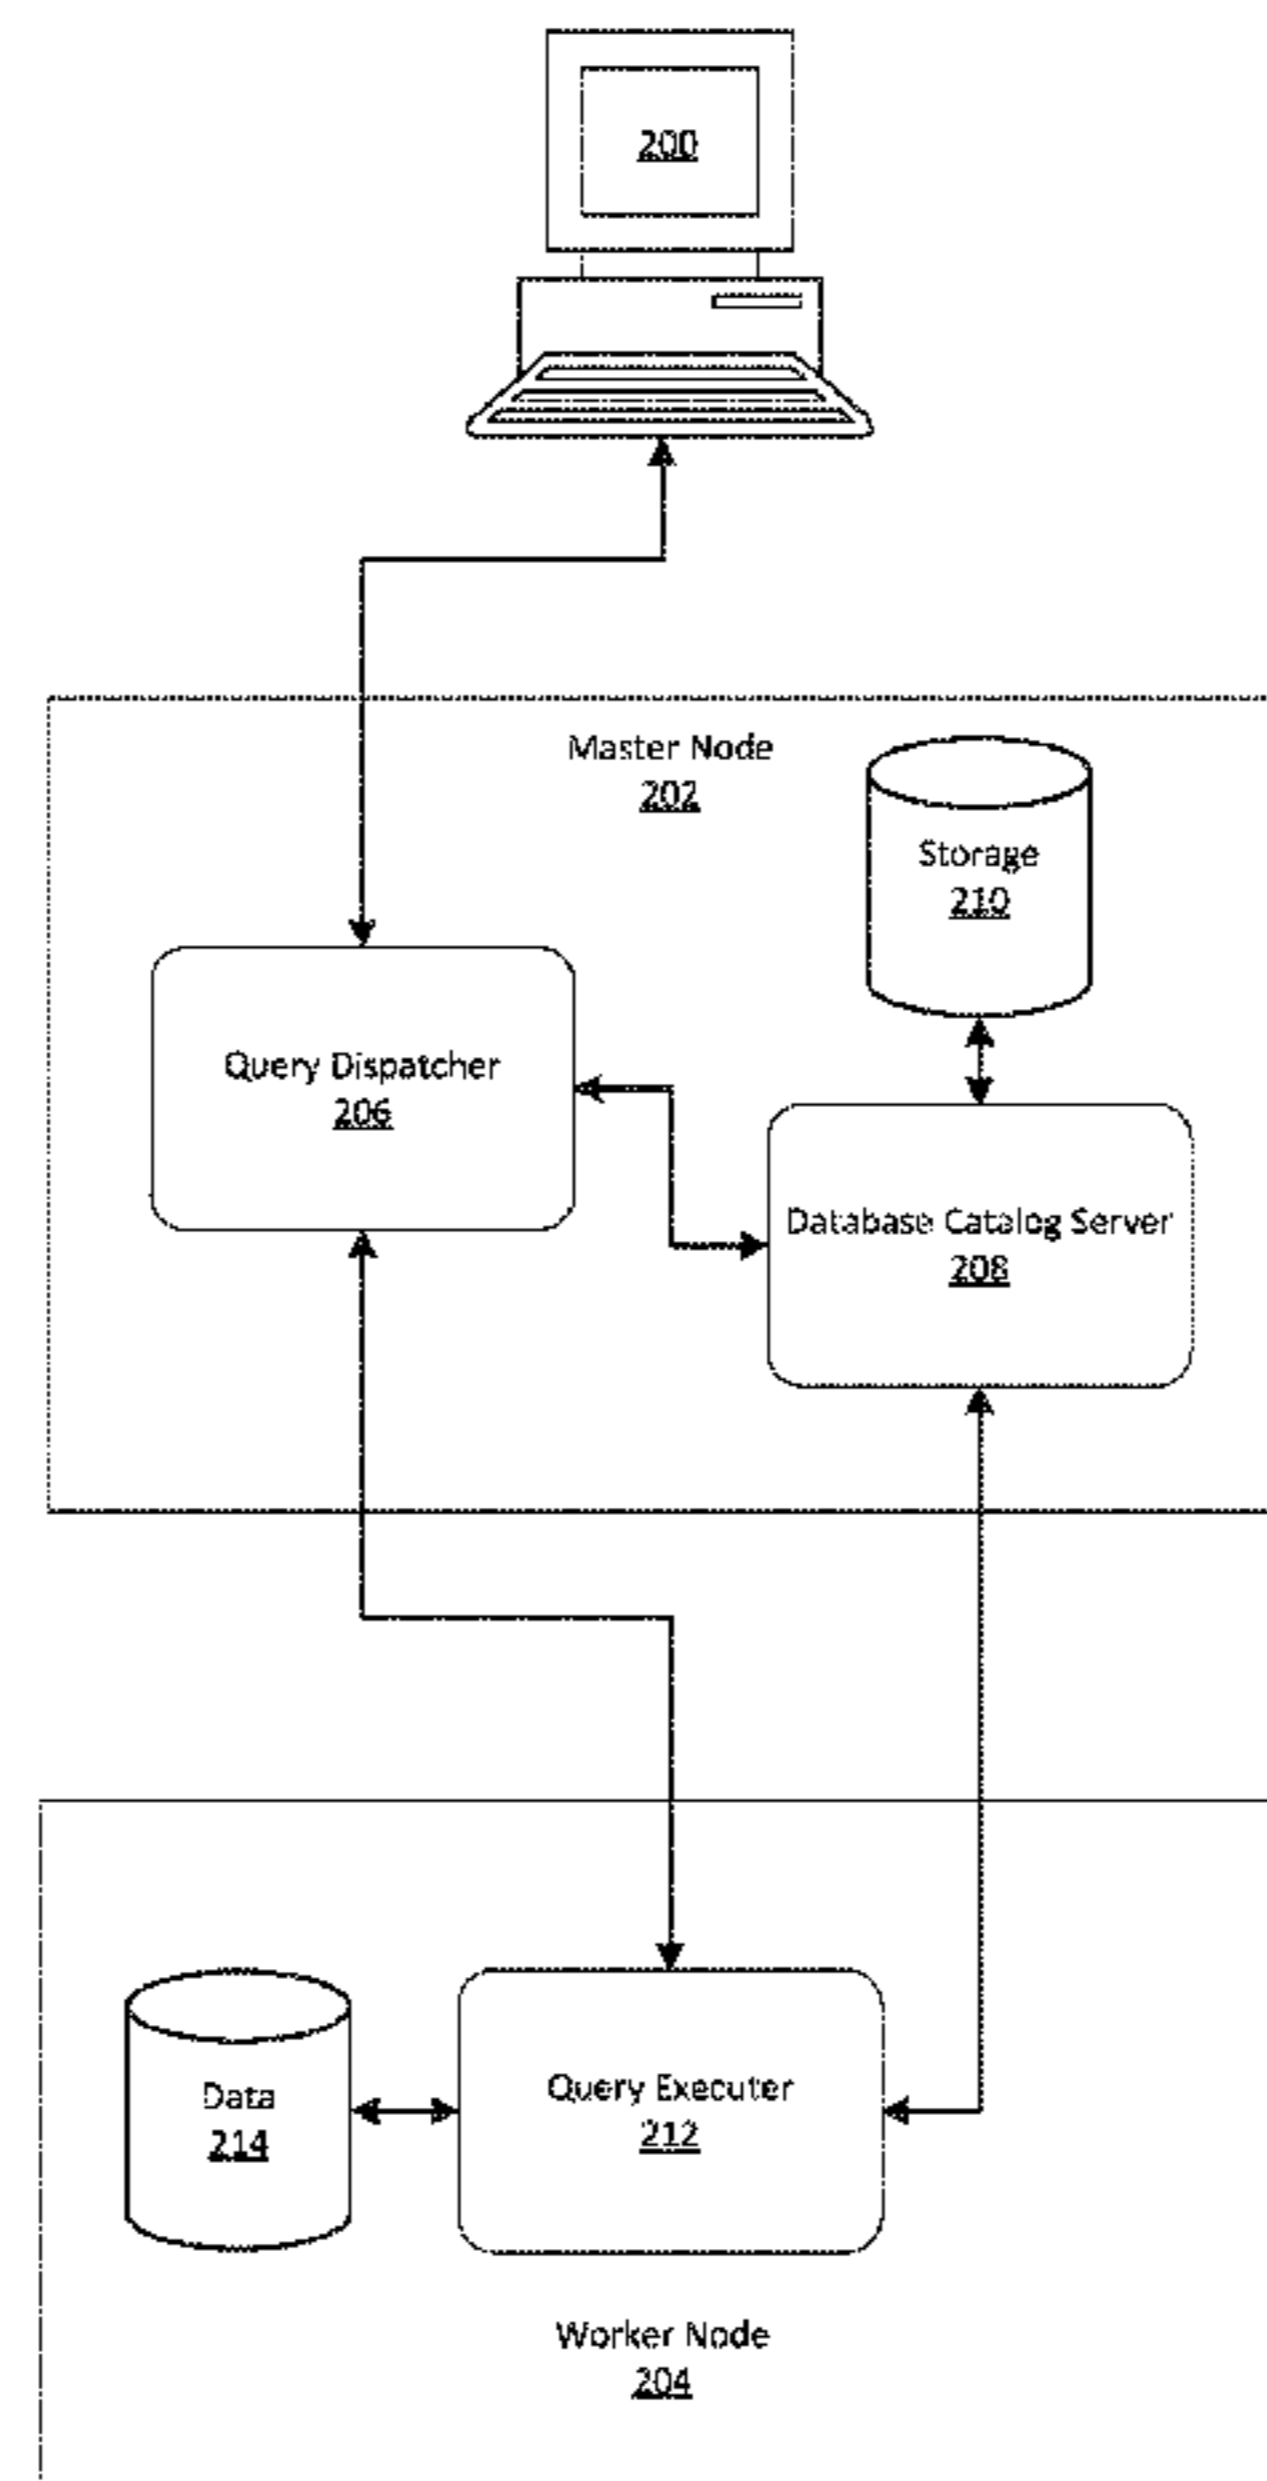 200
Master Node
202
Storage
210
Query Dispatcher
206
Database Catalog Server
208
Data
214
Query Executer
212
Worker Node
204